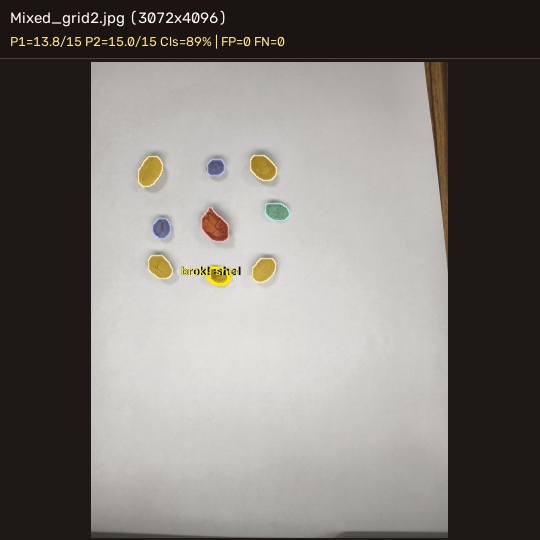 Mixed_grid2.jpg (3072x4096)
P1=13.8/15 P2=15.0/15 Cls=89% | FP=0 FN=0